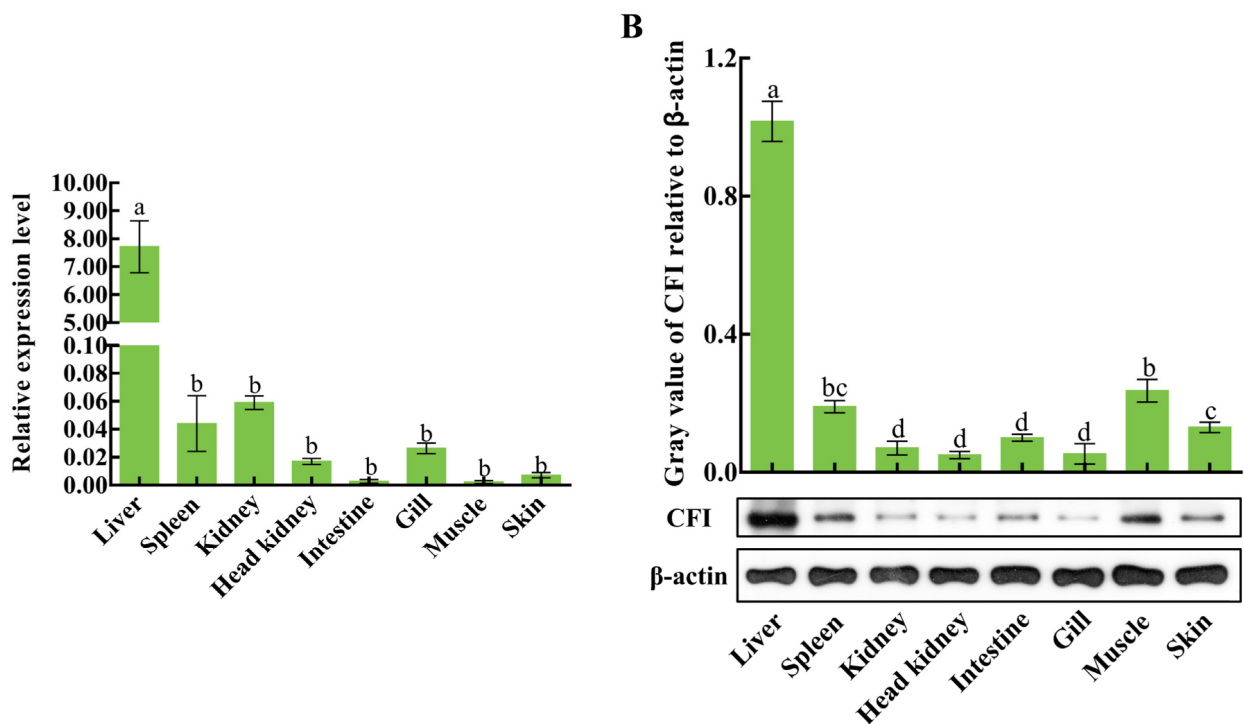 Relative expression level
10.00
9.00
8.00
7.00
6.00
5.00
0.10
0.08
0.06
0.04
0.02
0.00
a
b
b
b
b
b
b
b
Liver
Spleen
Kidney
Head kidney
Intestine
Gill
Muscle
Skin
B
Gray value of CFI relative to β-actin
1.2
0.8
0.4
0.0
a
bc
d
d
d
d
b
c
CFI
β-actin
Liver
Spleen
Kidney
Head kidney
Intestine
Gill
Muscle
Skin